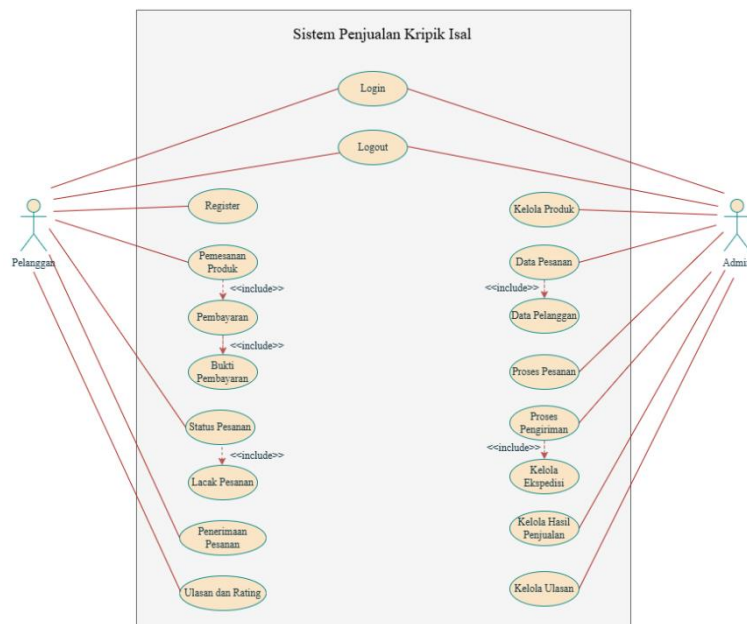 Sistem Penjualan Kripik Isal
Login
Logout
Register
Kelola Produk
Pelanggan
Admin
Pemesanan
Produk
Data Pesanan
<<include>>
<<include>>
Pembayaran
Data Pelanggan
<<include>>
Bukti
Pembayaran
Proses Pesanan
Status Pesanan
Proses
Pengiriman
<<include>>
<<include>>
Lacak Pesanan
Kelola
Ekspedisi
Penerimaan
Pesanan
Kelola Hasil
Penjualan
Ulasan dan Rating
Kelola Ulasan